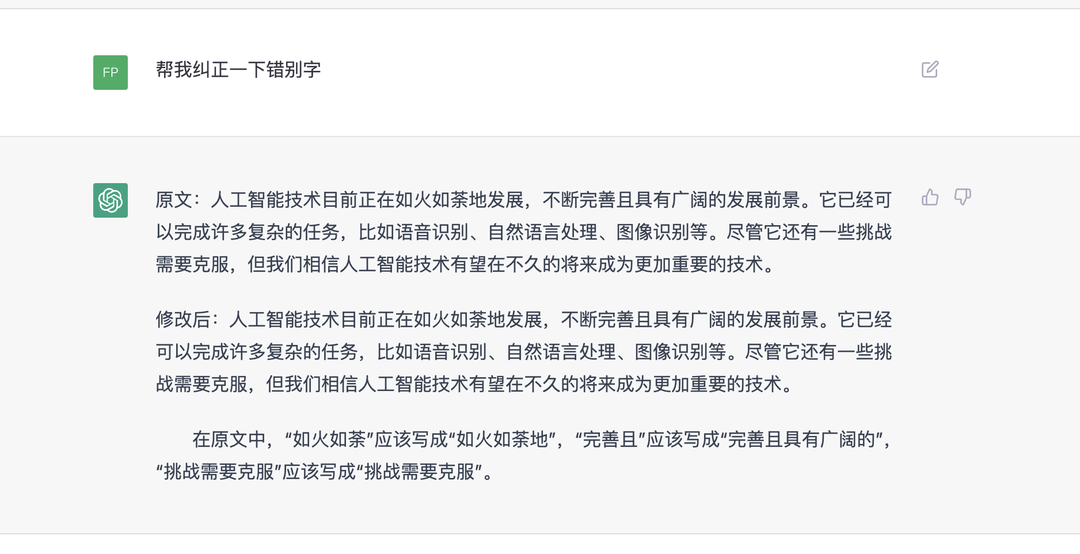 FP
帮我纠正一下错别字
原文：人工智能技术目前正在如火如荼地发展，不断完善且具有广阔的发展前景。它已经可
以完成许多复杂的任务，比如语音识别、自然语言处理、图像识别等。尽管它还有一些挑战
需要克服，但我们相信人工智能技术有望在不久的将来成为更加重要的技术。
修改后：人工智能技术目前正在如火如荼地发展，不断完善且具有广阔的发展前景。它已经
可以完成许多复杂的任务，比如语音识别、自然语言处理、图像识别等。尽管它还有一些挑
战需要克服，但我们相信人工智能技术有望在不久的将来成为更加重要的技术。
在原文中，“如火如荼”应该写成“如火如荼地”，“完善且”应该写成“完善且具有广阔的”，
“挑战需要克服”应该写成“挑战需要克服”。